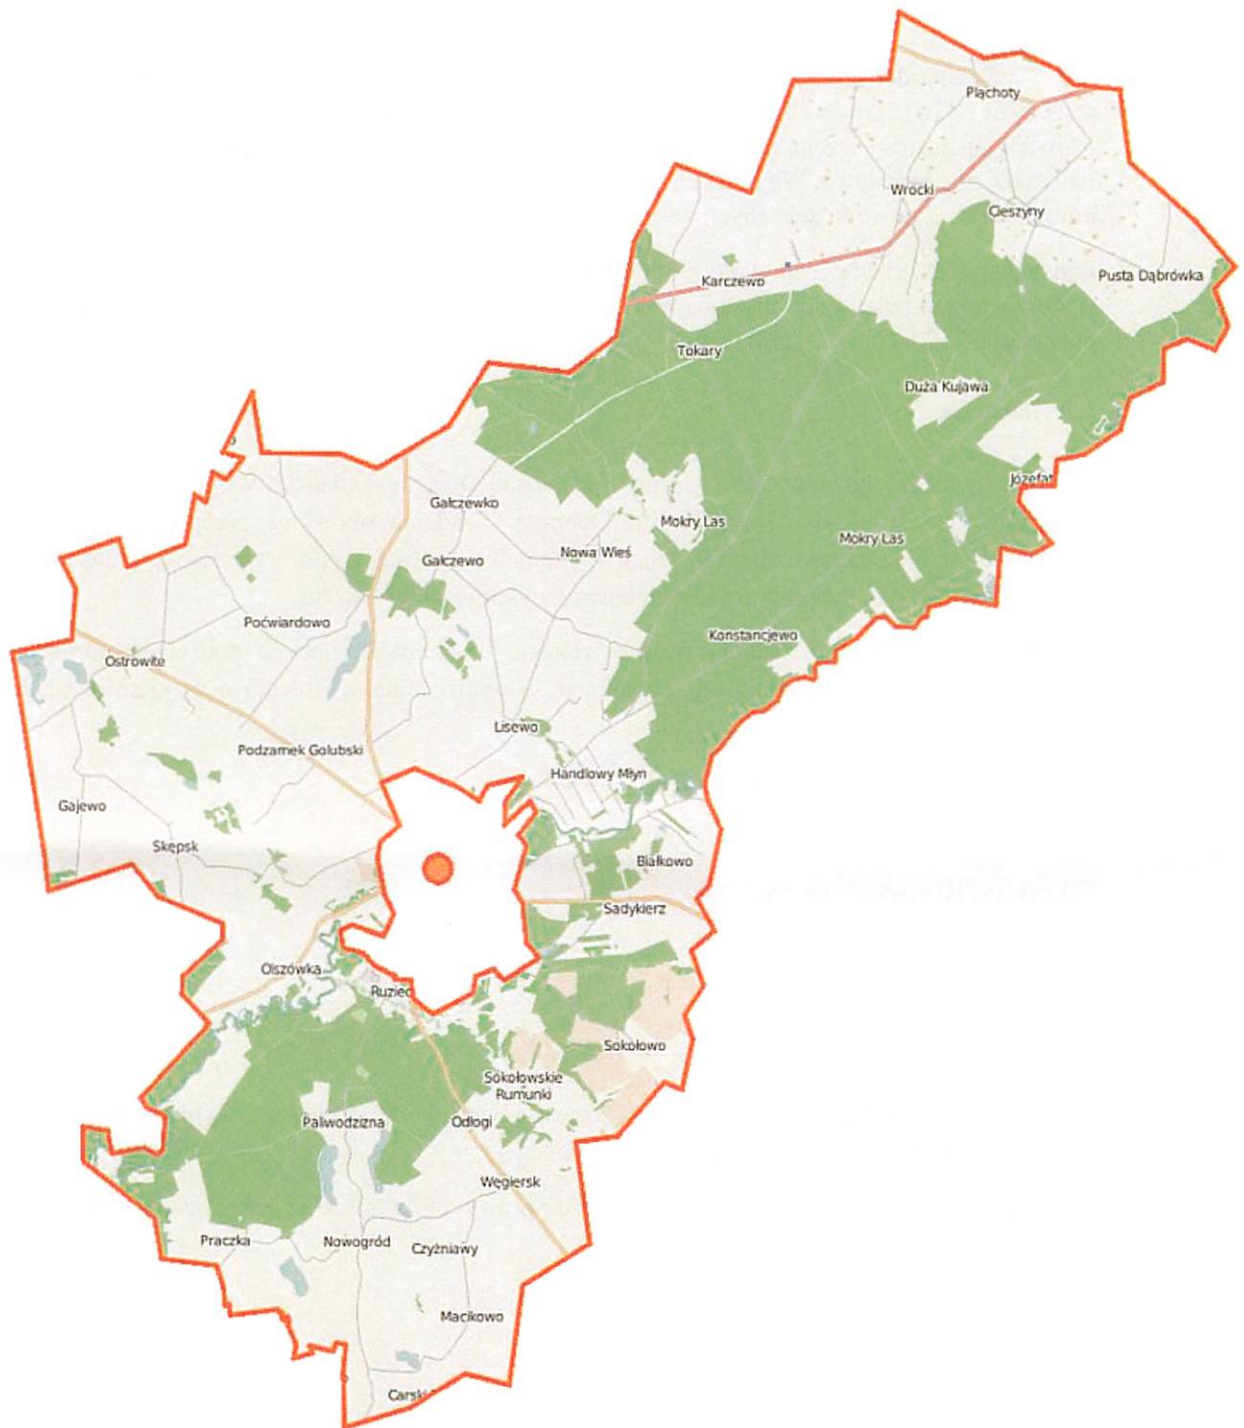 Pląchoty
Wrocki
Cieszyny
Pusta Dąbrówka
Karczewo
Tokary
Duża Kujawa
Józefat
Gałczewko
Mokry Las
Mokry Las
Nowa Wieś
Gałczewo
Poćwiardowo
Konstancjewo
Ostrowite
Lisewo
Podzamek Golubski
Handlowy Młyn
Gajewo
Skępsk
Białkowo
Sadykierz
Olszówka
Ruziec
Sokołowo
Sokołowskie
Rumunki
Paliwodzizna
Odłogi
Węgiersk
Praczka
Nowogród
Czyżniawy
Macikowo